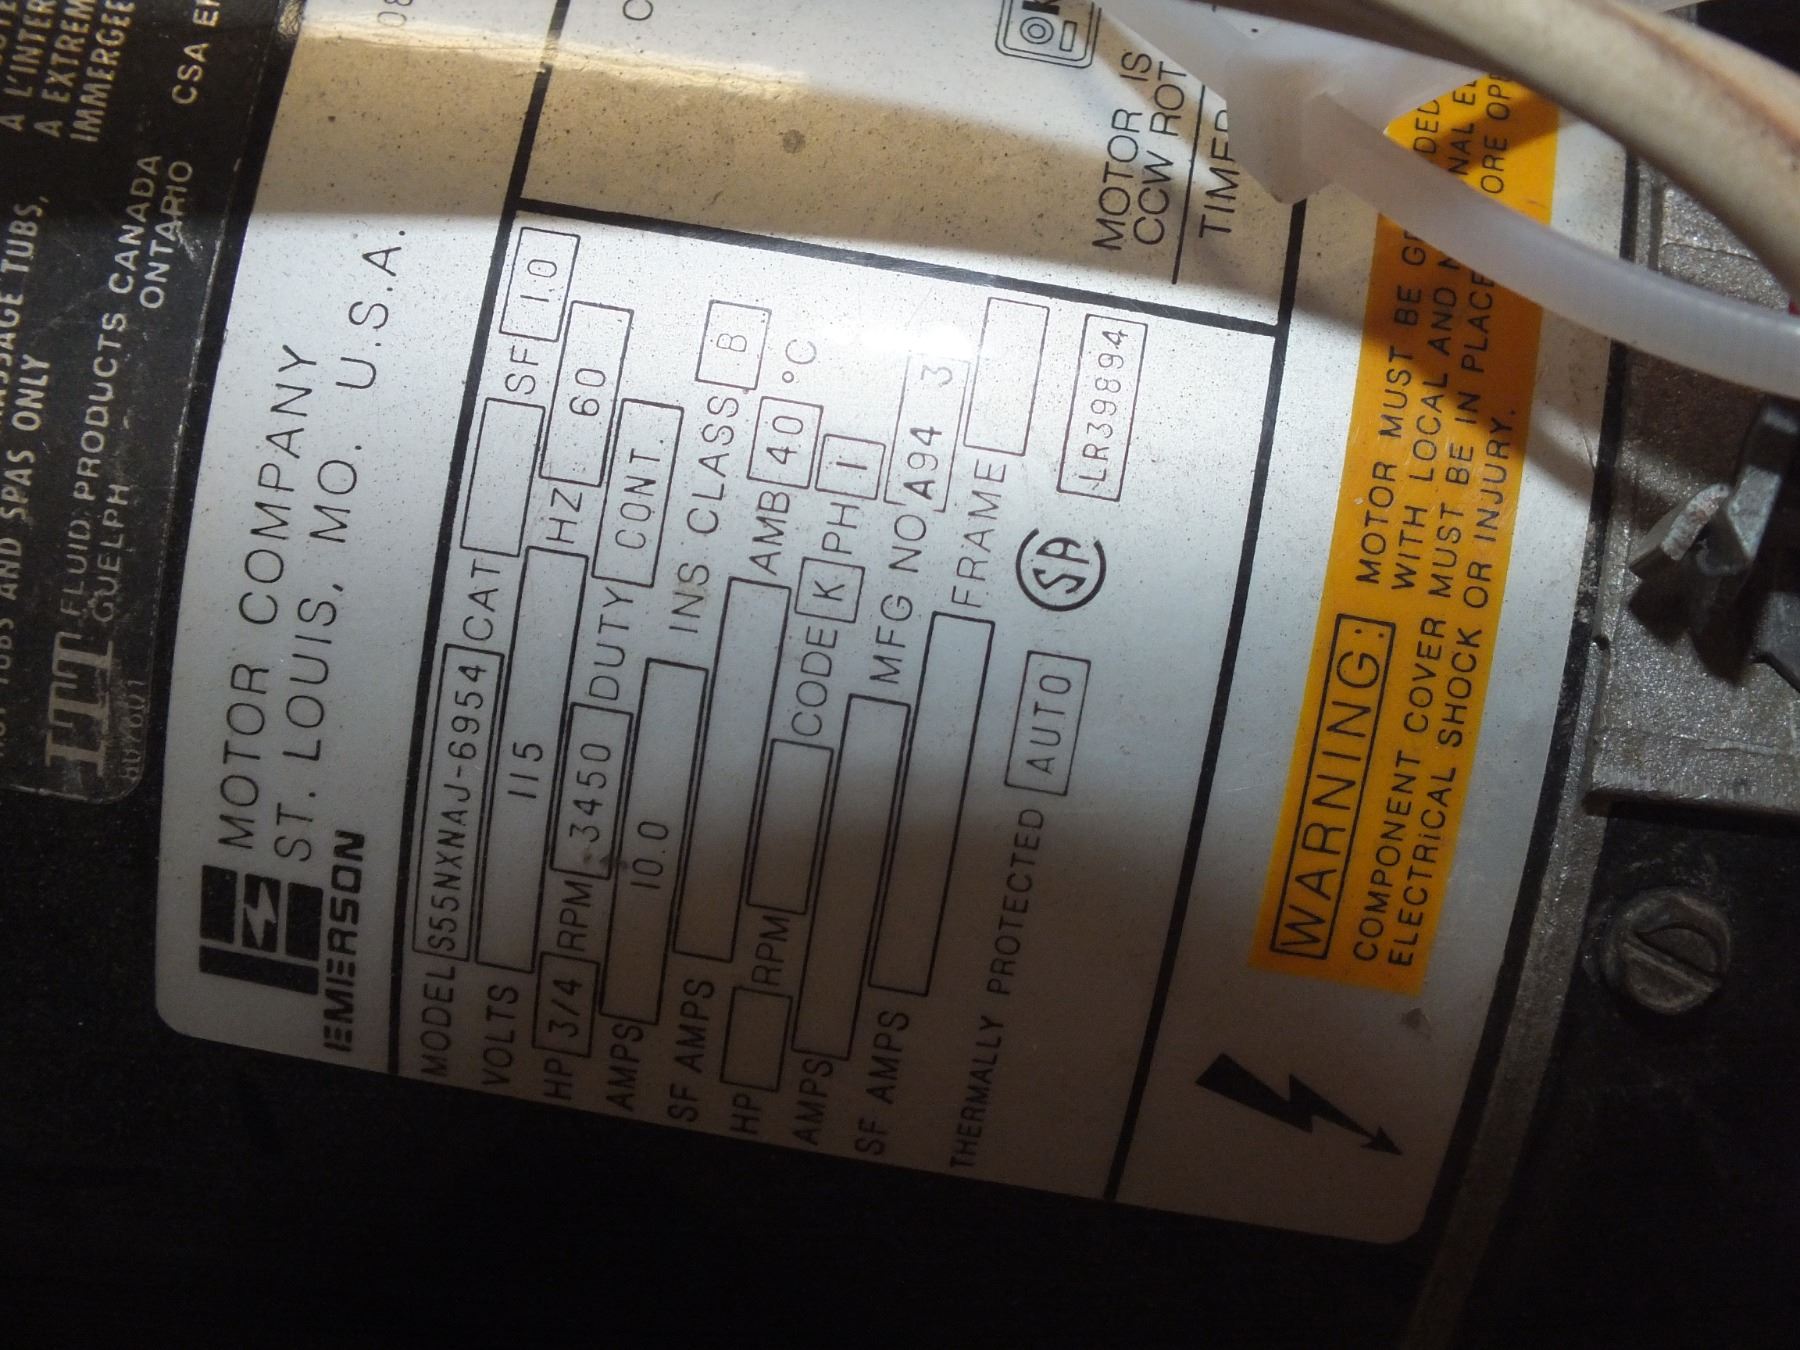 A L'INTER
A EXTREM
IMMERGEE
TUBS AND SPAS ONLY
TUBS,
ITT FLUID PRODUCTS CANADA
GUELPH - ONTARIO
CSA
MOTOR COMPANY
ST. LOUIS, MO. U.S.A.
EMERSON
MODEL S55NXNAJ-6954 CAT SF 1.0
VOLTS 115 HZ 60
HP 3/4 RPM 3450 DUTY CONT
AMPS 10.0 INS CLASS B
SF AMPS AMB 40 °C
HP RPM CODE K PH 1
AMPS MFG NO A94 3
SF AMPS FRAME
THERMALLY PROTECTED AUTO SA LR39894
MOTOR IS
CCW ROT
WARNING: MOTOR MUST BE
WITH LOCAL AND
COMPONENT COVER MUST BE IN PLACE
ELECTRICAL SHOCK OR INJURY.